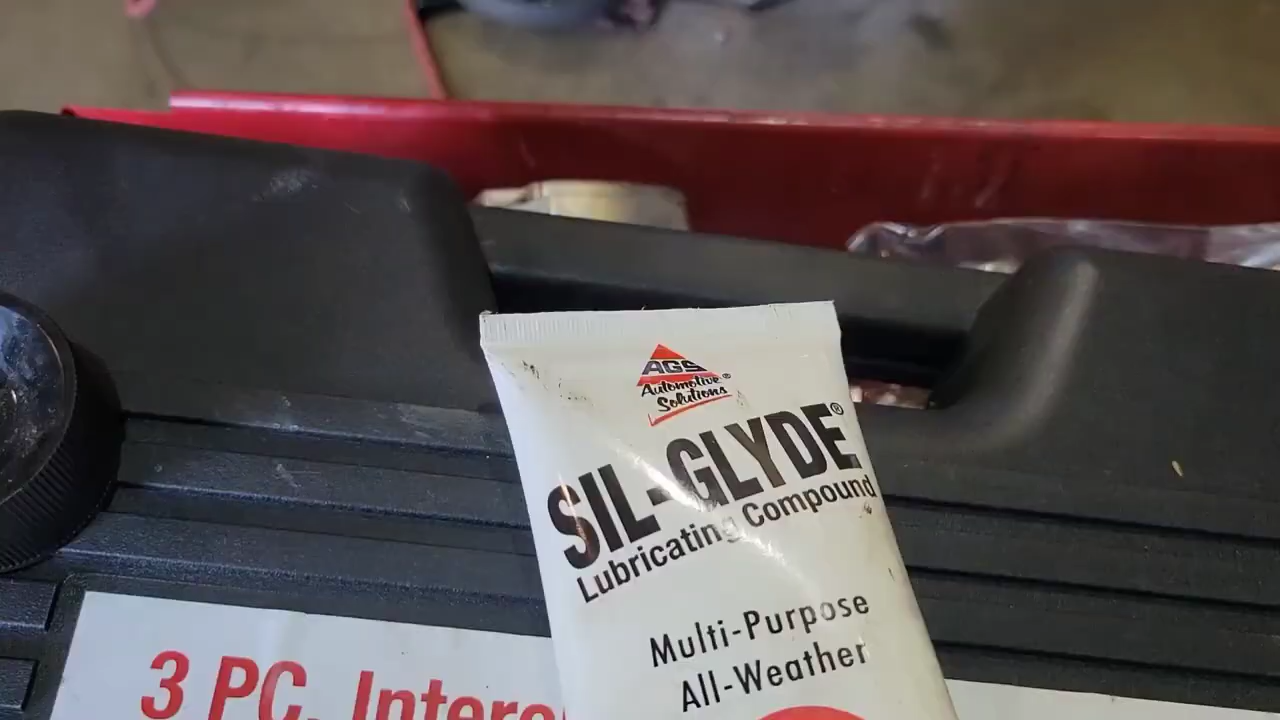 AGS
Automotive®
Solutions
SIL-GLYDE®
Lubricating Compound
Multi-Purpose
All-Weather
3 PC.